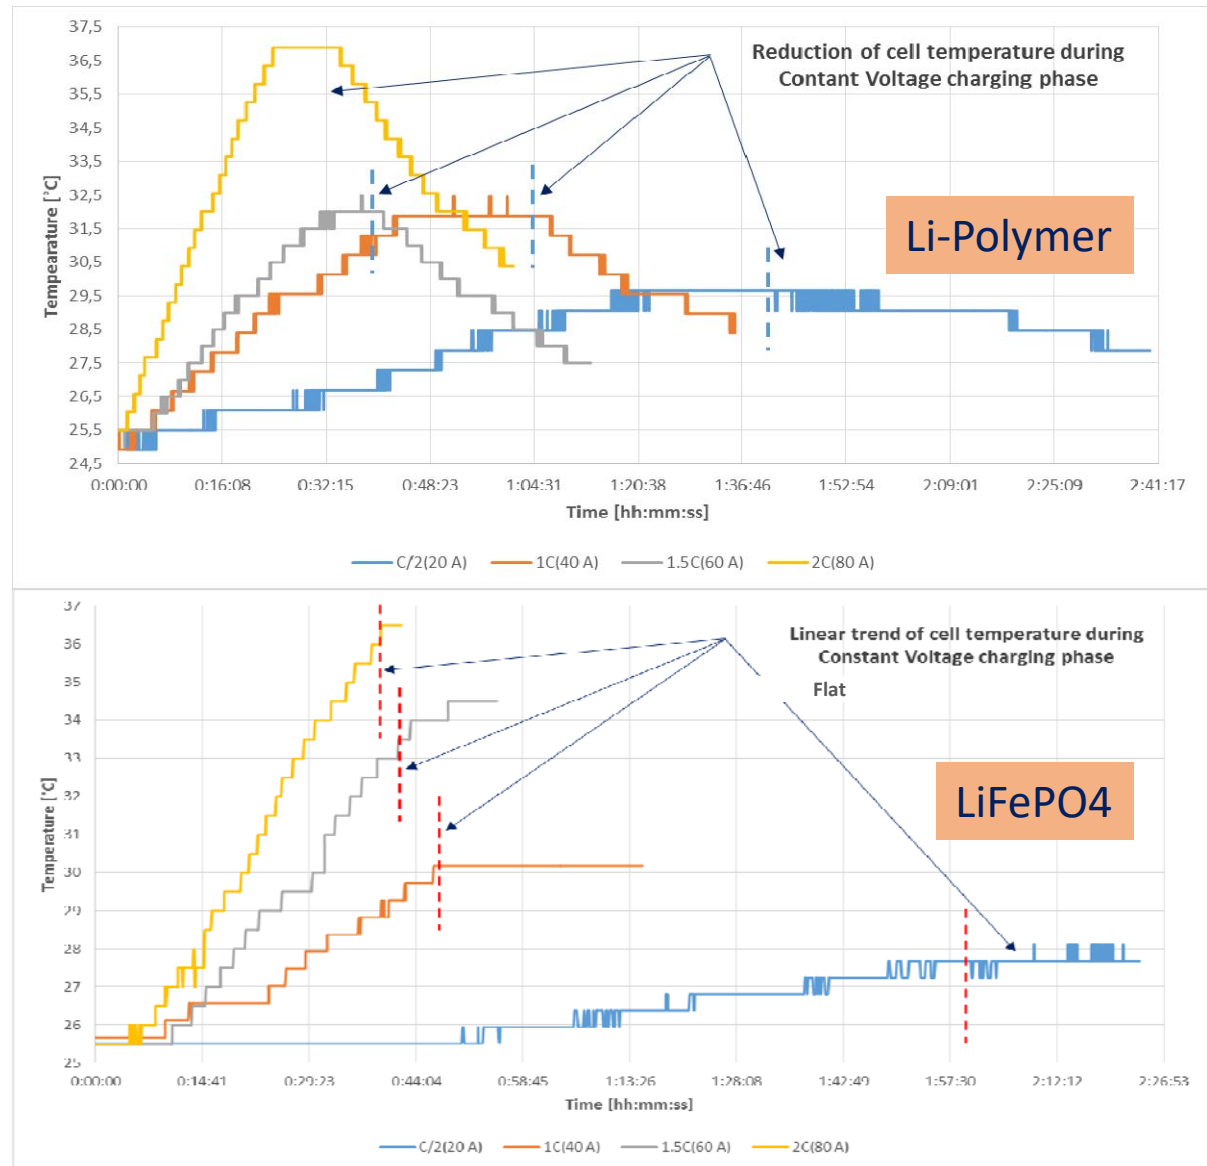 37,5
36,5
35,5
34,5
33,5
32,5
31,5
30,5
29,5
28,5
27,5
26,5
25,5
24,5
Tempearature [°C]
Reduction of cell temperature during
Contant Voltage charging phase
Li-Polymer
0:00:00 0:16:08 0:32:15 0:48:23 1:04:31 1:20:38 1:36:46 1:52:54 2:09:01 2:25:09 2:41:17
Time [hh:mm:ss]
C/2(20 A) 1C(40 A) 1.5C(60 A) 2C(80 A)
37
36
35
34
33
32
31
30
29
28
27
26
25
Temperature [°C]
Linear trend of cell temperature during
Constant Voltage charging phase
Flat
LiFePO4
0:00:00 0:14:41 0:29:23 0:44:04 0:58:45 1:13:26 1:28:08 1:42:49 1:57:30 2:12:12 2:26:53
Time [hh:mm:ss]
C/2(20 A) 1C(40 A) 1.5C(60 A) 2C(80 A)